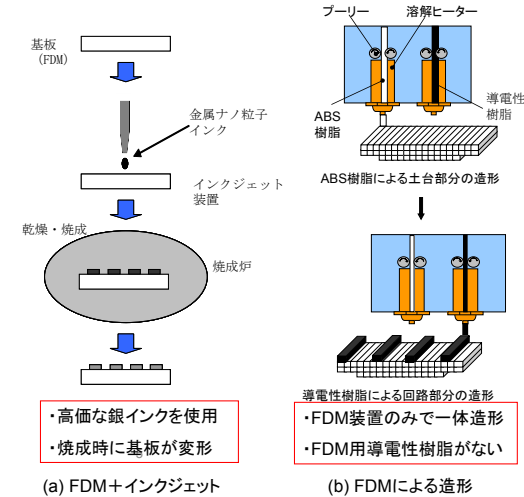 基板
(FDM)
金属ナノ粒子
インク
インクジェット
装置
乾燥・焼成
焼成炉
・高価な銀インクを使用
・焼成時に基板が変形
(a) FDM＋インクジェット
プーリー
溶解ヒーター
ABS
樹脂
導電性
樹脂
ABS樹脂による土台部分の造形
導電性樹脂による回路部分の造形
・FDM装置のみで一体造形
・FDM用導電性樹脂がない
(b) FDMによる造形